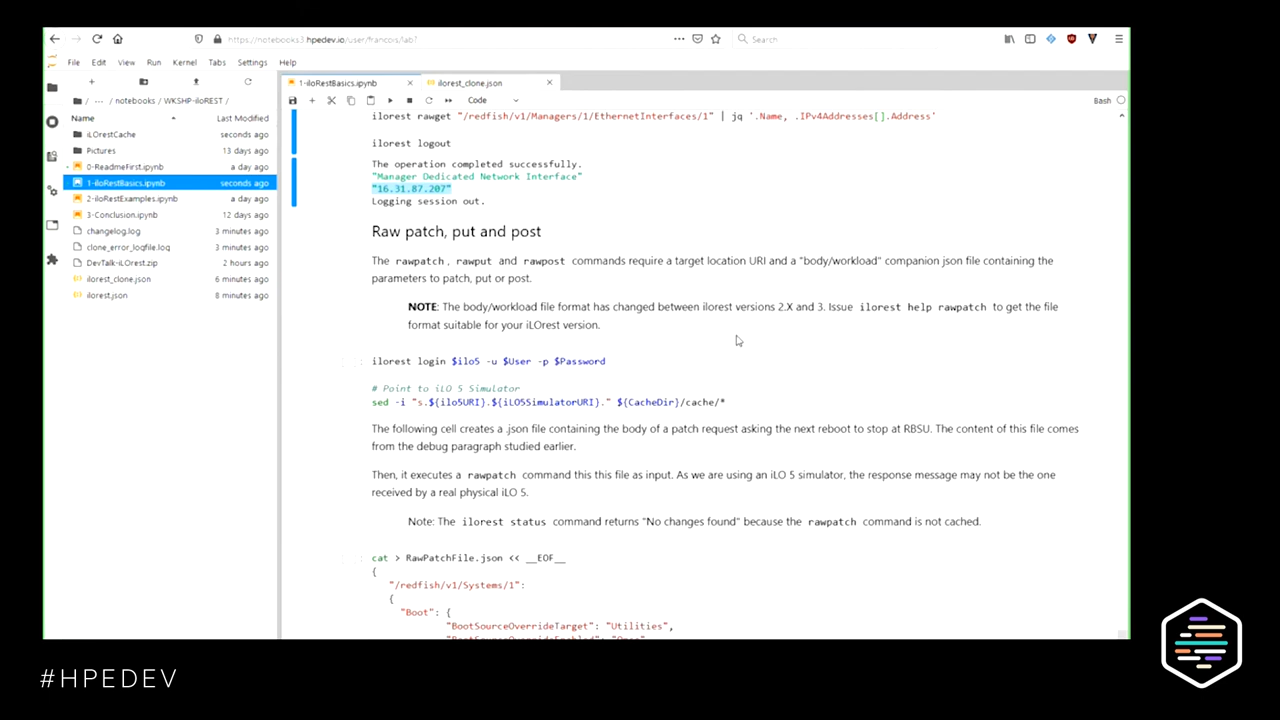 https://notebooks3.hpedev.io/user/francois/lab?
Search
File Edit View Run Kernel Tabs Settings Help
1-iloRestBasics.ipynb
ilorest_clone.json
Code
Bash
/ ··· / notebooks / WKSHP-iloREST /
Name
Last Modified
iLOrestCache seconds ago
Pictures 13 days ago
0-ReadmeFirst.ipynb a day ago
1-iloRestBasics.ipynb seconds ago
2-iloRestExamples.ipynb a day ago
3-Conclusion.ipynb 12 days ago
changelog.log 3 minutes ago
clone_error_logfile.log 3 minutes ago
DevTalk-iLOrest.zip 2 hours ago
ilorest_clone.json 6 minutes ago
ilorest.json 8 minutes ago
ilorest rawget "/redfish/v1/Managers/1/EthernetInterfaces/1" | jq '.Name, .IPv4Addresses[].Address'
ilorest logout
The operation completed successfully.
"Manager Dedicated Network Interface"
"16.31.87.207"
Logging session out.
Raw patch, put and post
The rawpatch, rawput and rawpost commands require a target location URI and a "body/workload" companion json file containing the
parameters to patch, put or post.
NOTE: The body/workload file format has changed between ilorest versions 2.X and 3. Issue ilorest help rawpatch to get the file
format suitable for your iLOrest version.
ilorest login $ilo5 -u $User -p $Password
# Point to iLO 5 Simulator
sed -i "s.${ilo5URI}.${iLO5SimulatorURI}." ${CacheDir}/cache/*
The following cell creates a .json file containing the body of a patch request asking the next reboot to stop at RBSU. The content of this file comes
from the debug paragraph studied earlier.
Then, it executes a rawpatch command this this file as input. As we are using an iLO 5 simulator, the response message may not be the one
received by a real physical iLO 5.
Note: The ilorest status command returns "No changes found" because the rawpatch command is not cached.
cat > RawPatchFile.json << __EOF__
{
"/redfish/v1/Systems/1":
{
"Boot": {
"BootSourceOverrideTarget": "Utilities",
#HPEDEV